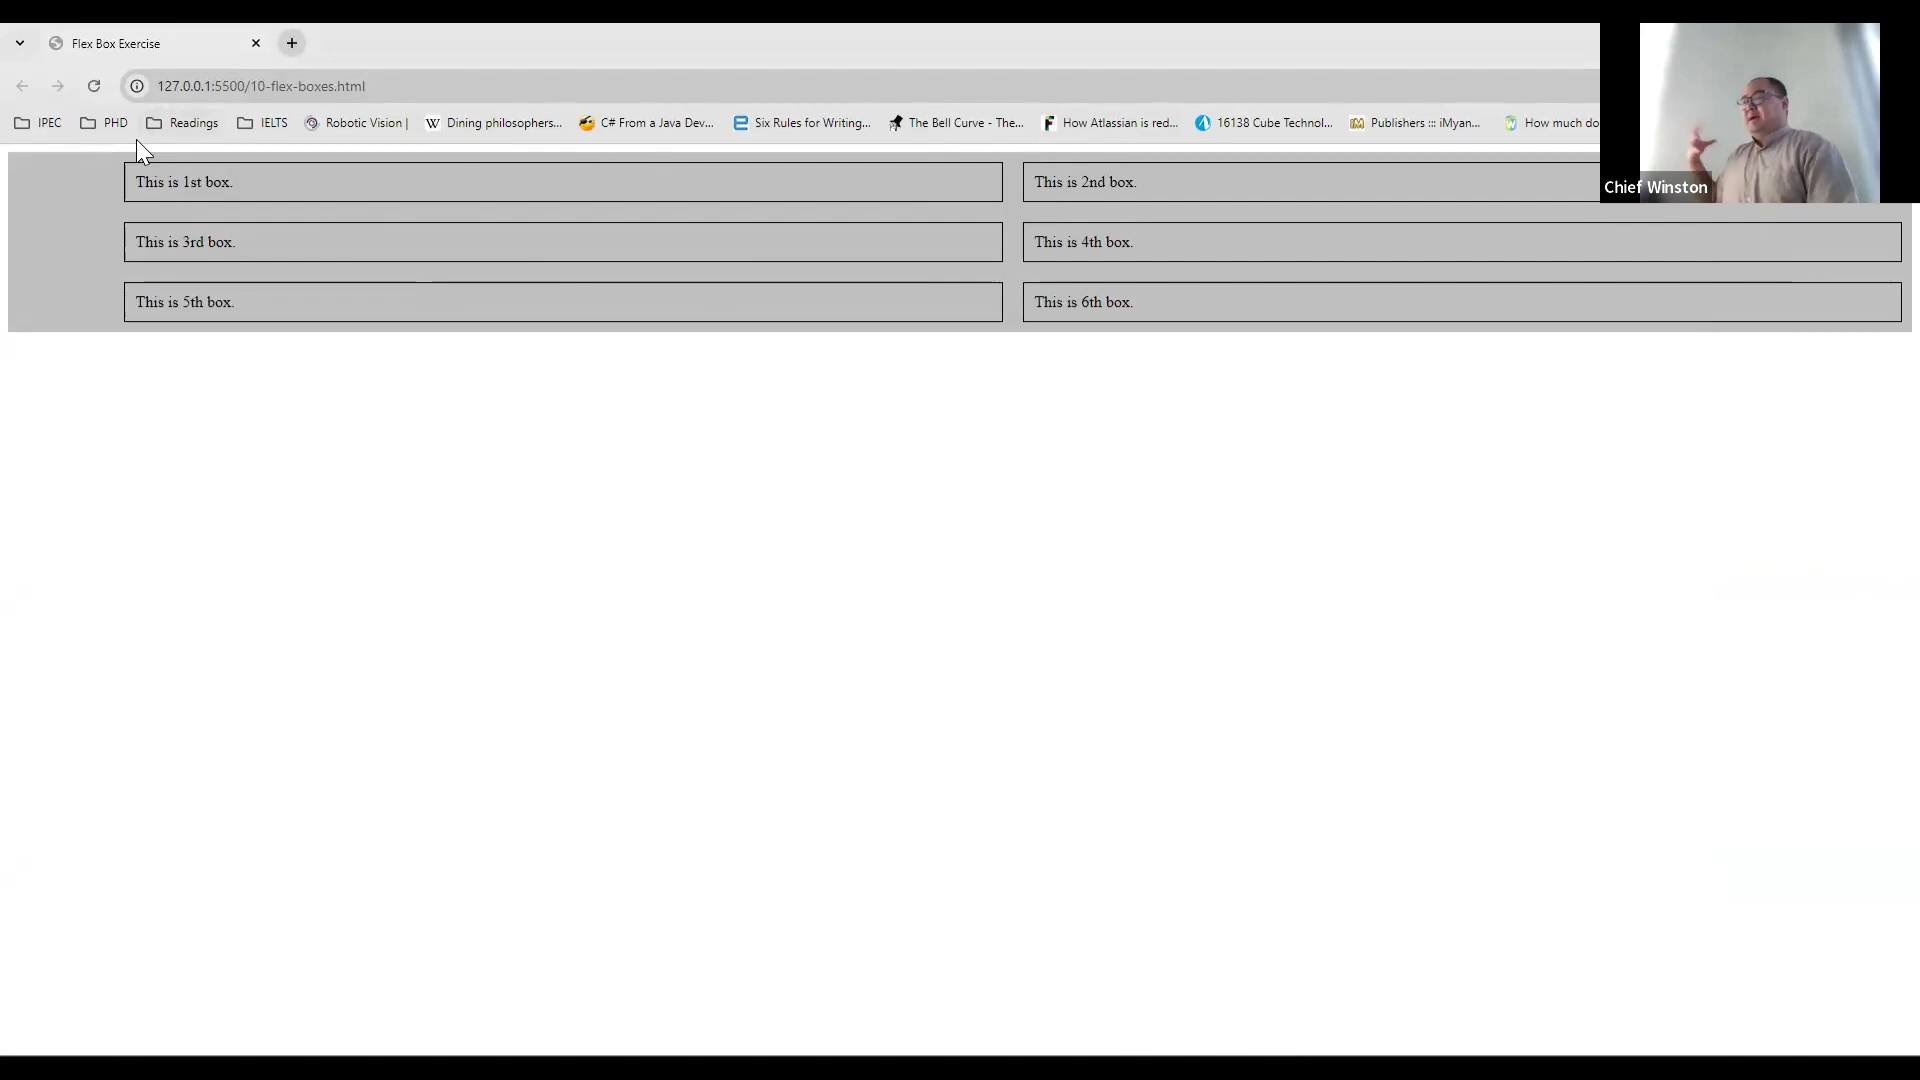 Flex Box Exercise
127.0.0.1:5500/10-flex-boxes.html
IPEC PHD Readings IELTS Robotic Vision | Dining philosophers... C# From a Java Dev... Six Rules for Writing... The Bell Curve - The... How Atlassian is red... 16138 Cube Technol... Publishers ::: iMyan... How much do
This is 1st box. This is 2nd box.
Chief Winston
This is 3rd box. This is 4th box.
This is 5th box. This is 6th box.